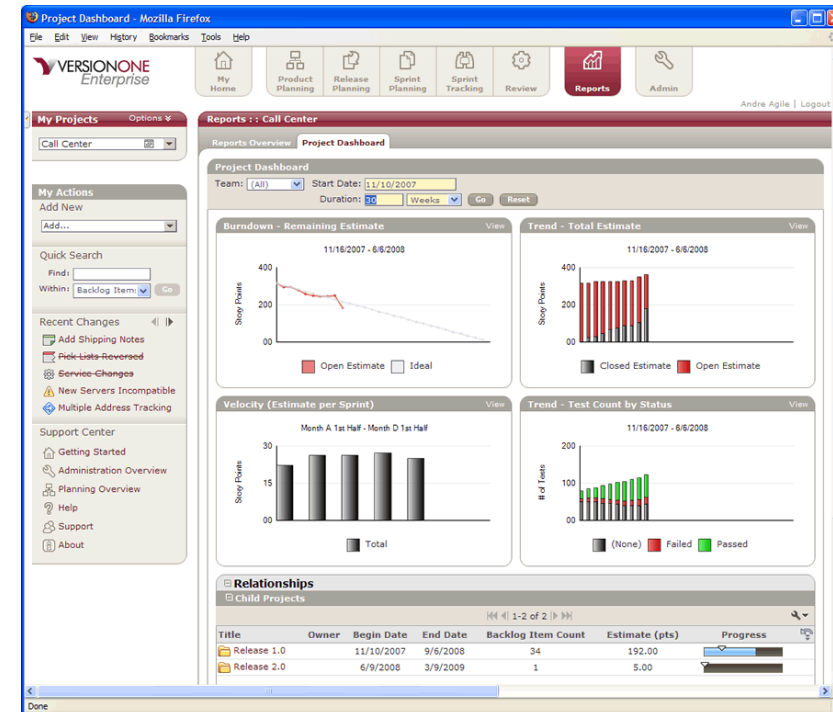 Project Dashboard - Mozilla Firefox
File Edit View History Bookmarks Tools Help
VERSIONONE
Enterprise
My Home
Product Planning
Release Planning
Sprint Planning
Sprint Tracking
Review
Reports
Admin
Andre Agile | Logout
My Projects Options
Call Center
My Actions
Add New
Add...
Quick Search
Find:
Within: Backlog Item: Go
Recent Changes
Add Shipping Notes
Pick Lists Reversed
Service Changes
New Servers Incompatible
Multiple Address Tracking
Support Center
Getting Started
Administration Overview
Planning Overview
Help
Support
About
Reports : : Call Center
Reports Overview Project Dashboard
Project Dashboard
Team: (All) Start Date: 11/10/2007
Duration: 30 Weeks Go Reset
Burndown - Remaining Estimate View
11/16/2007 - 6/6/2008
400
200
00
Story Points
Open Estimate Ideal
Trend - Total Estimate View
11/16/2007 - 6/6/2008
400
200
00
Story Points
Closed Estimate Open Estimate
Velocity (Estimate per Sprint) View
Month A 1st Half - Month D 1st Half
30
15
00
Story Points
Total
Trend - Test Count by Status View
11/16/2007 - 6/6/2008
200
100
00
# of Tests
(None) Failed Passed
Relationships
Child Projects
1-2 of 2
Title Owner Begin Date End Date Backlog Item Count Estimate (pts) Progress
Release 1.0 11/10/2007 9/6/2008 34 192.00
Release 2.0 6/9/2008 3/9/2009 1 5.00
Done